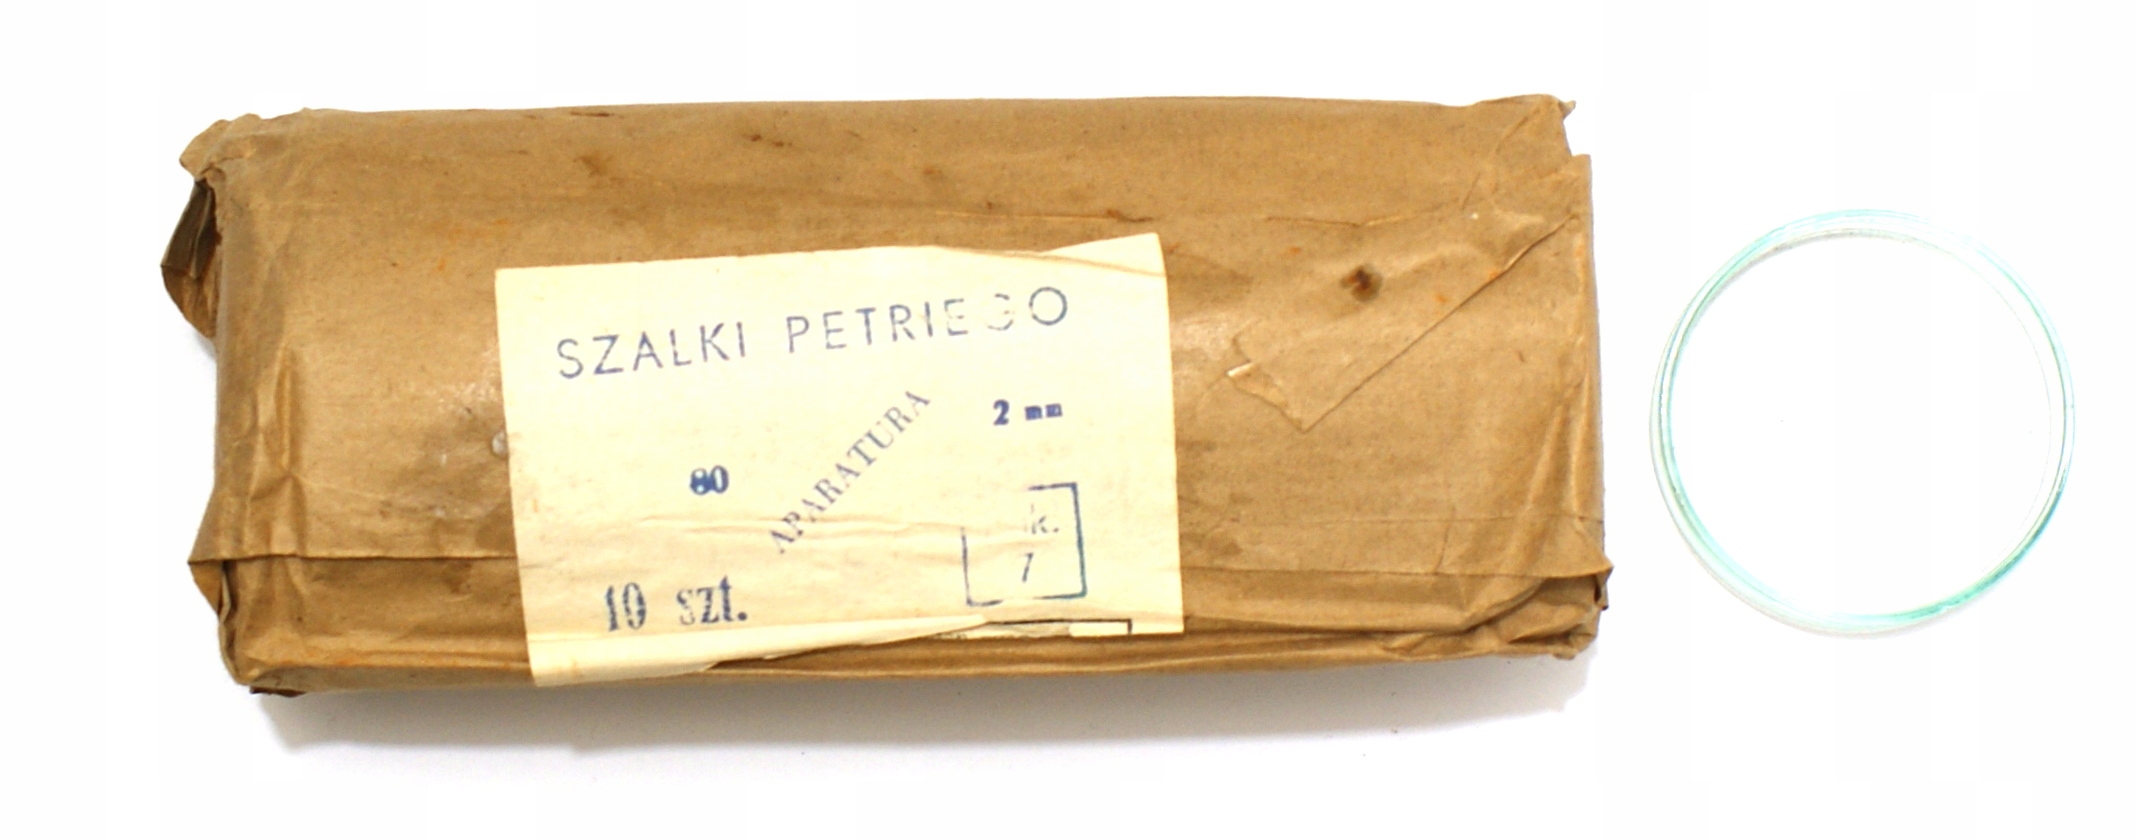 SZALKI PETRIEGO
2 mm
80
APARATURA
k.
7
10 szt.